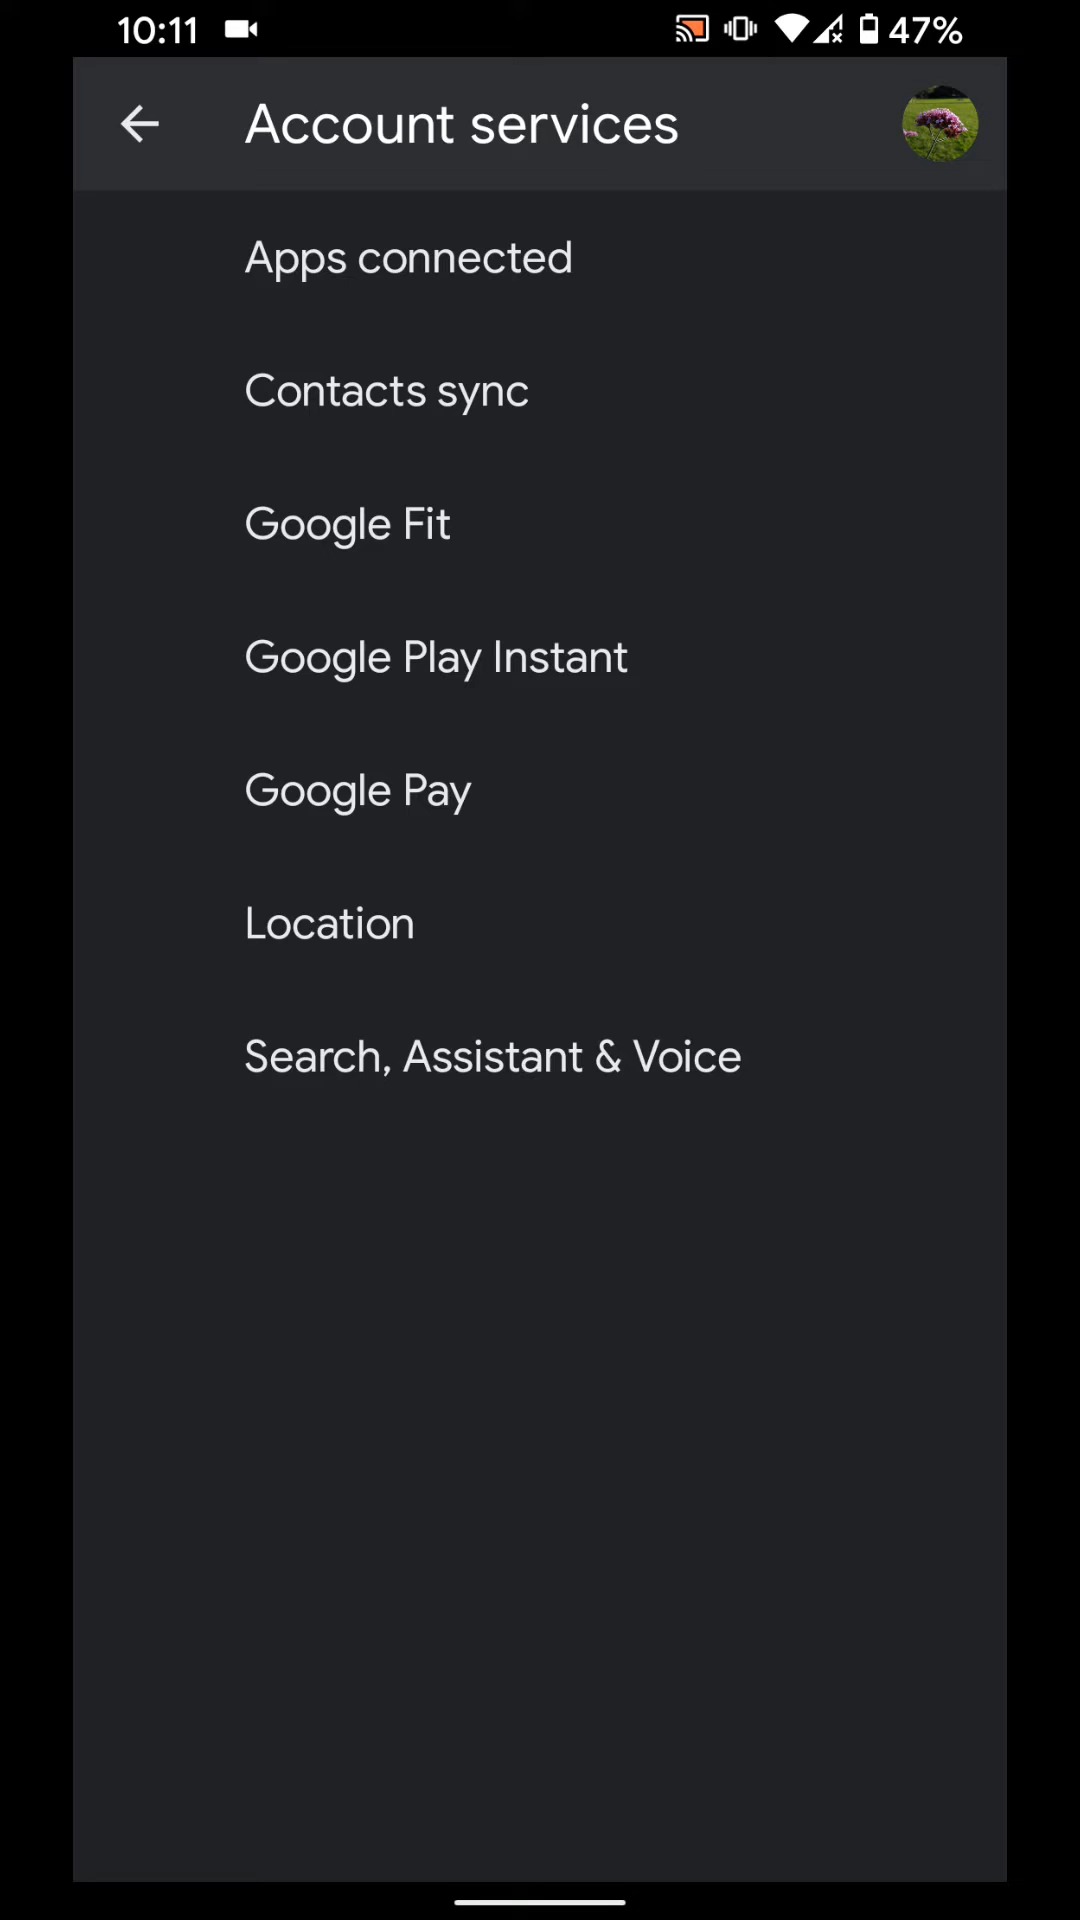 10:11
47%
Account services
Apps connected
Contacts sync
Google Fit
Google Play Instant
Google Pay
Location
Search, Assistant & Voice